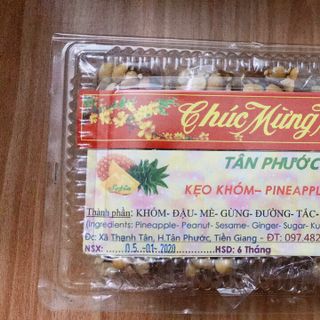 Chúc Mừng
TÂN PHƯỚC
KẸO KHÓM– PINEAPPL
Thành phần: KHÓM-ĐẬU- MÈ- GỪNG- ĐƯỜNG- TẮC-
(Ingredients: Pineapple- Peanut- Sesame- Ginger- Sugar- Ku
Đc: Xã Thạnh Tân, H.Tân Phước, Tiền Giang - ĐT: 097.482
NSX: 05 -01- 2020 HSD: 6 Tháng